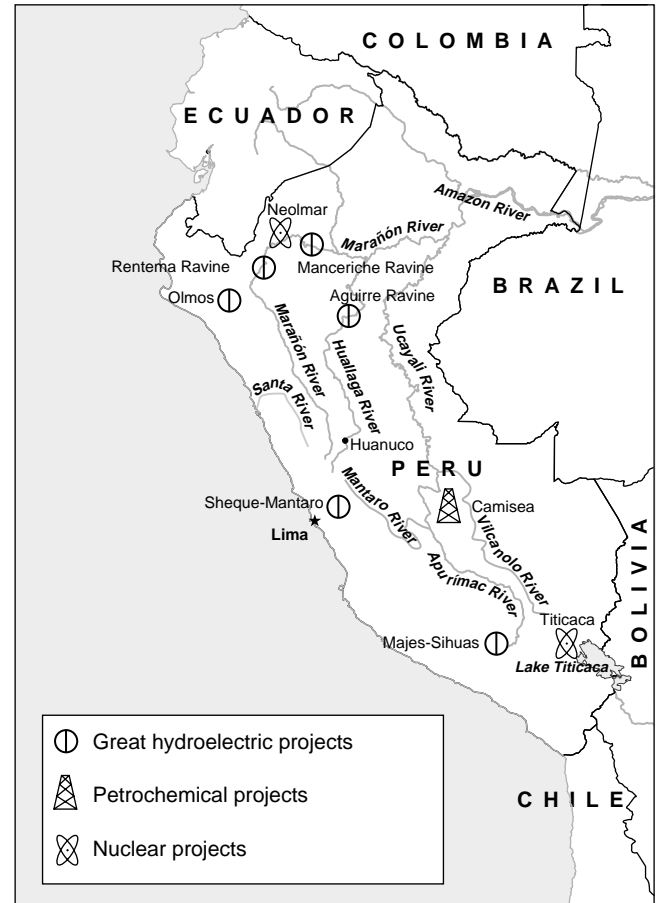 COLOMBIA
ECUADOR
Amazon River
Neolmar
Marañón River
Rentema Ravine
Manceriche Ravine
BRAZIL
Olmos
Aguirre Ravine
Marañón River
Huallaga River
Ucayali River
Santa River
Huanuco
PERU
Sheque-Mantaro
Mantaro River
Camisea
Lima
Vilcanolo River
Apurímac River
BOLIVIA
Titicaca
Majes-Sihuas
Lake Titicaca
Great hydroelectric projects
Petrochemical projects
CHILE
Nuclear projects